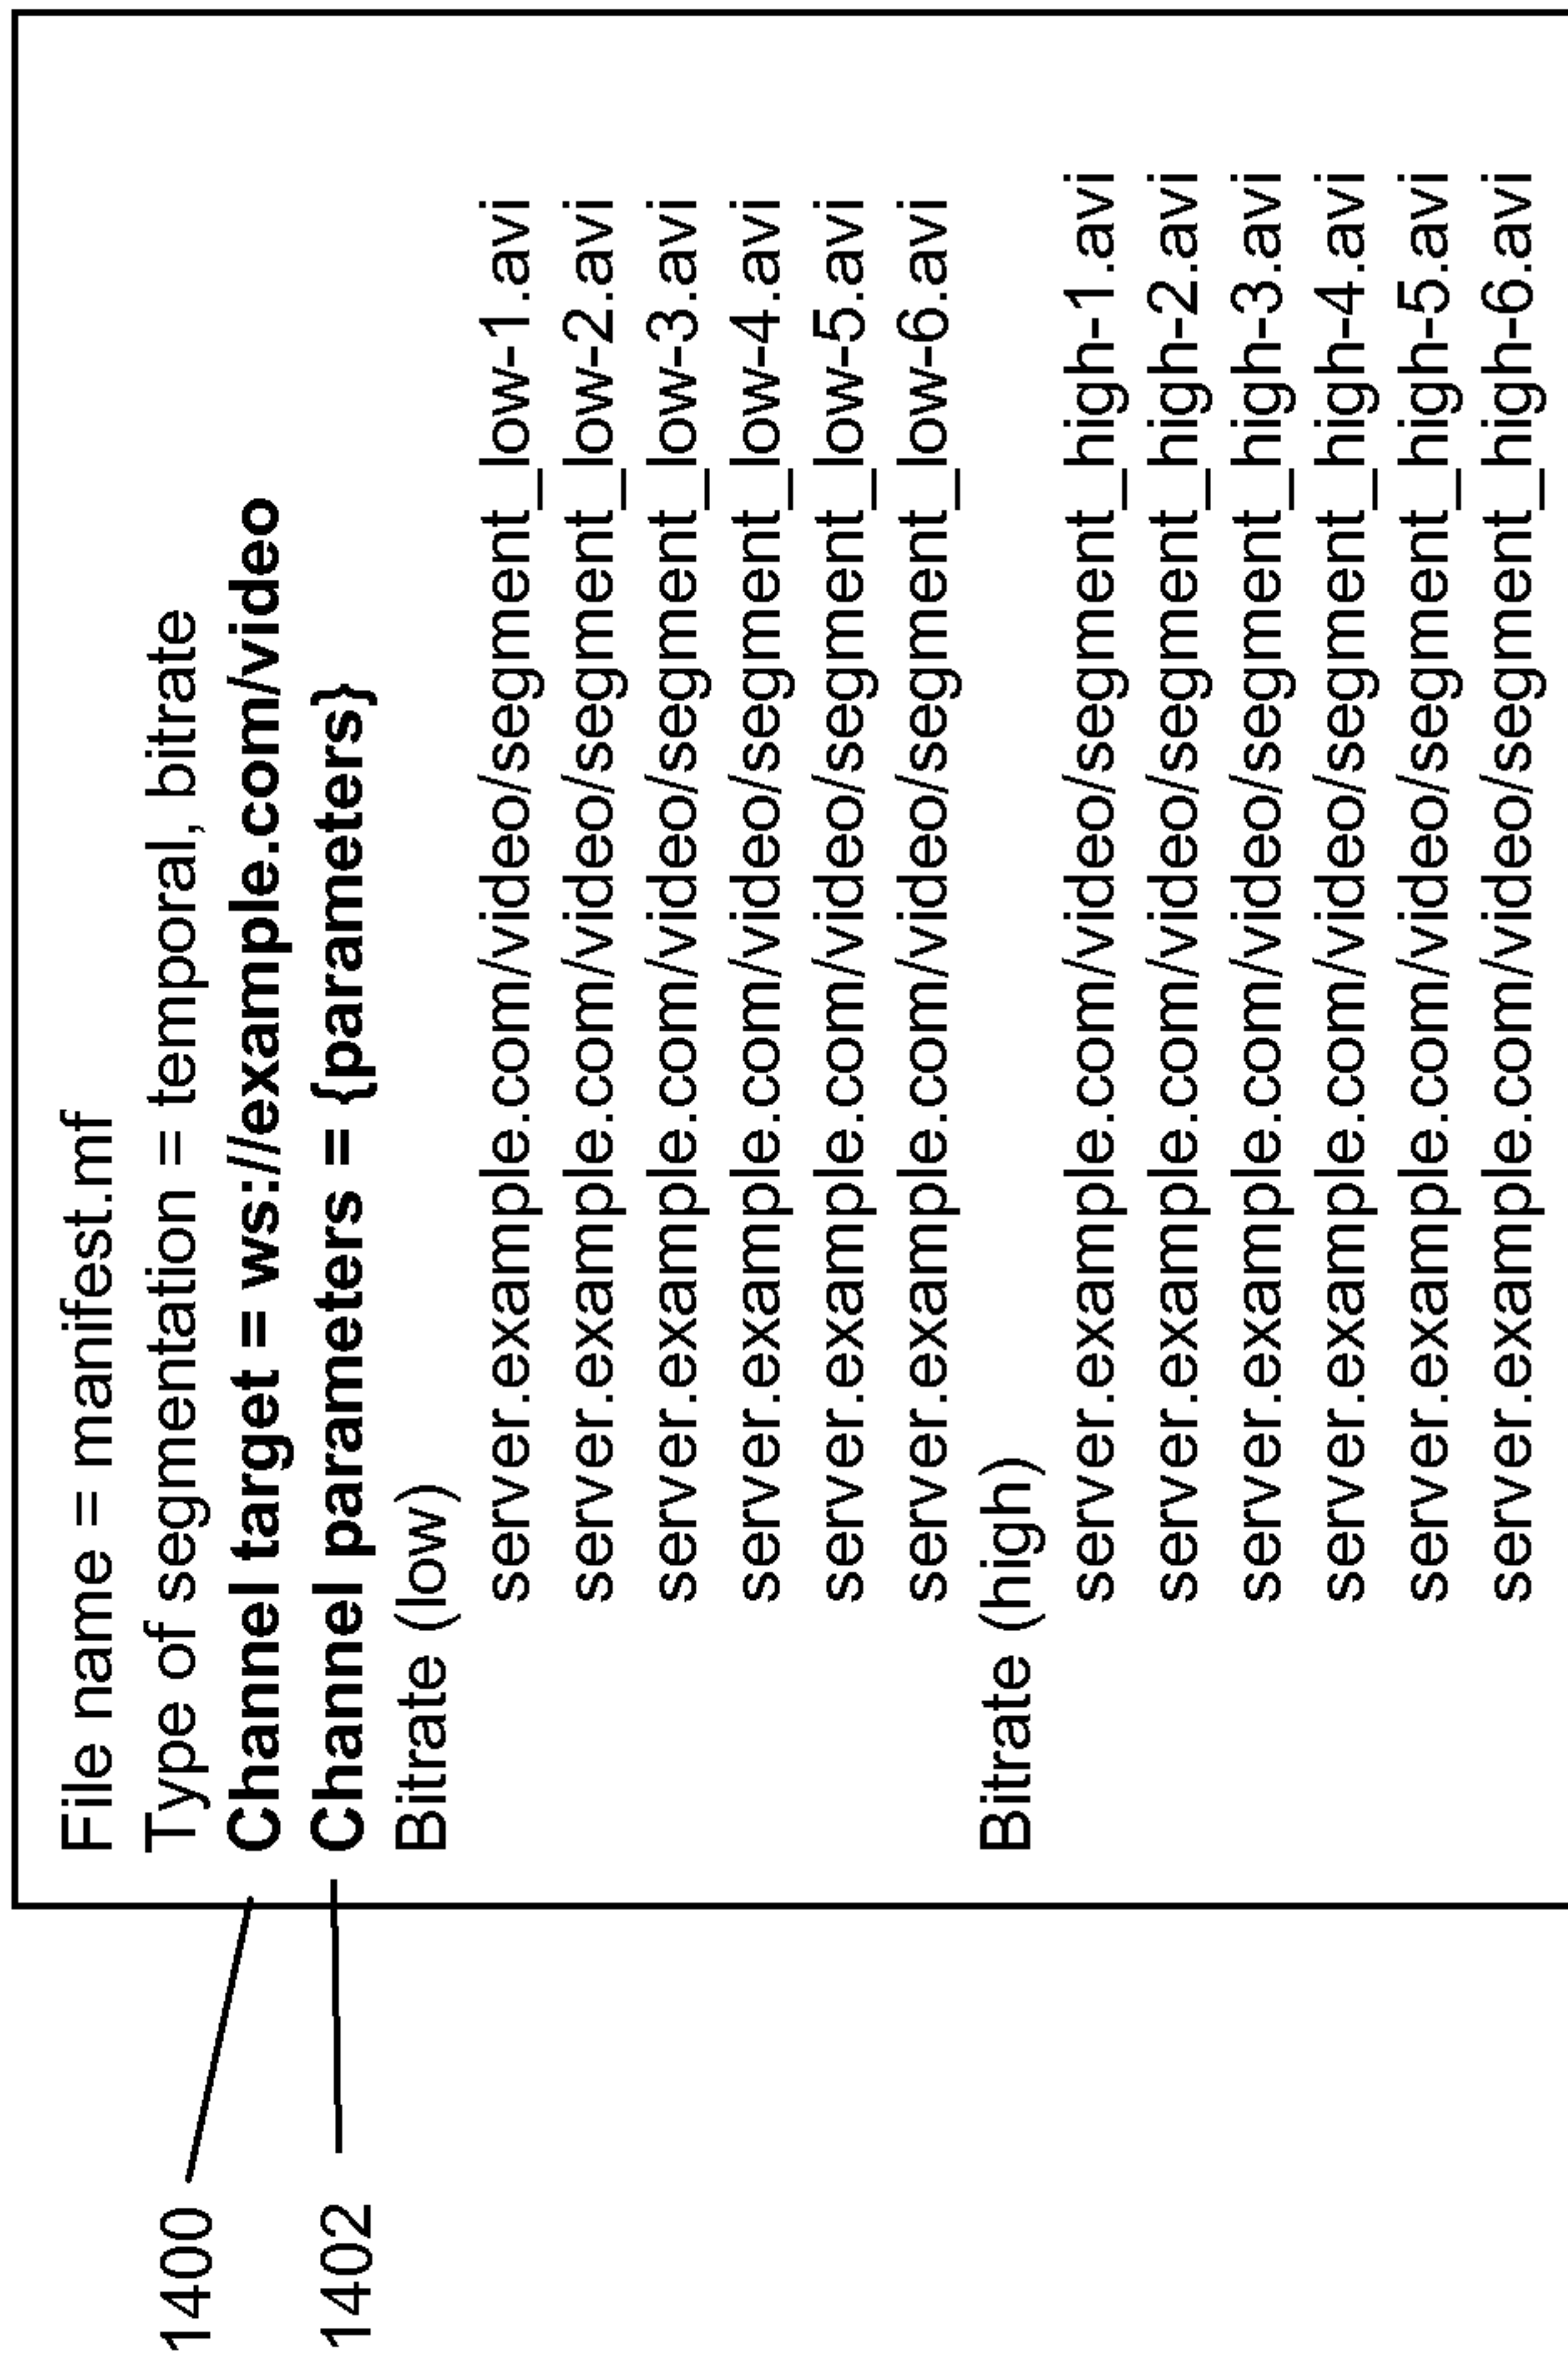 File name = manifest.mf
Type of segmentation = temporal, bitrate
1400
Channel target = ws://example.com/video
1402
Channel parameters = {parameters}
Bitrate (low)
server.example.com/video/segment_low-1.avi
server.example.com/video/segment_low-2.avi
server.example.com/video/segment_low-3.avi
server.example.com/video/segment_low-4.avi
server.example.com/video/segment_low-5.avi
server.example.com/video/segment_low-6.avi
Bitrate (high)
server.example.com/video/segment_high-1.avi
server.example.com/video/segment_high-2.avi
server.example.com/video/segment_high-3.avi
server.example.com/video/segment_high-4.avi
server.example.com/video/segment_high-5.avi
server.example.com/video/segment_high-6.avi